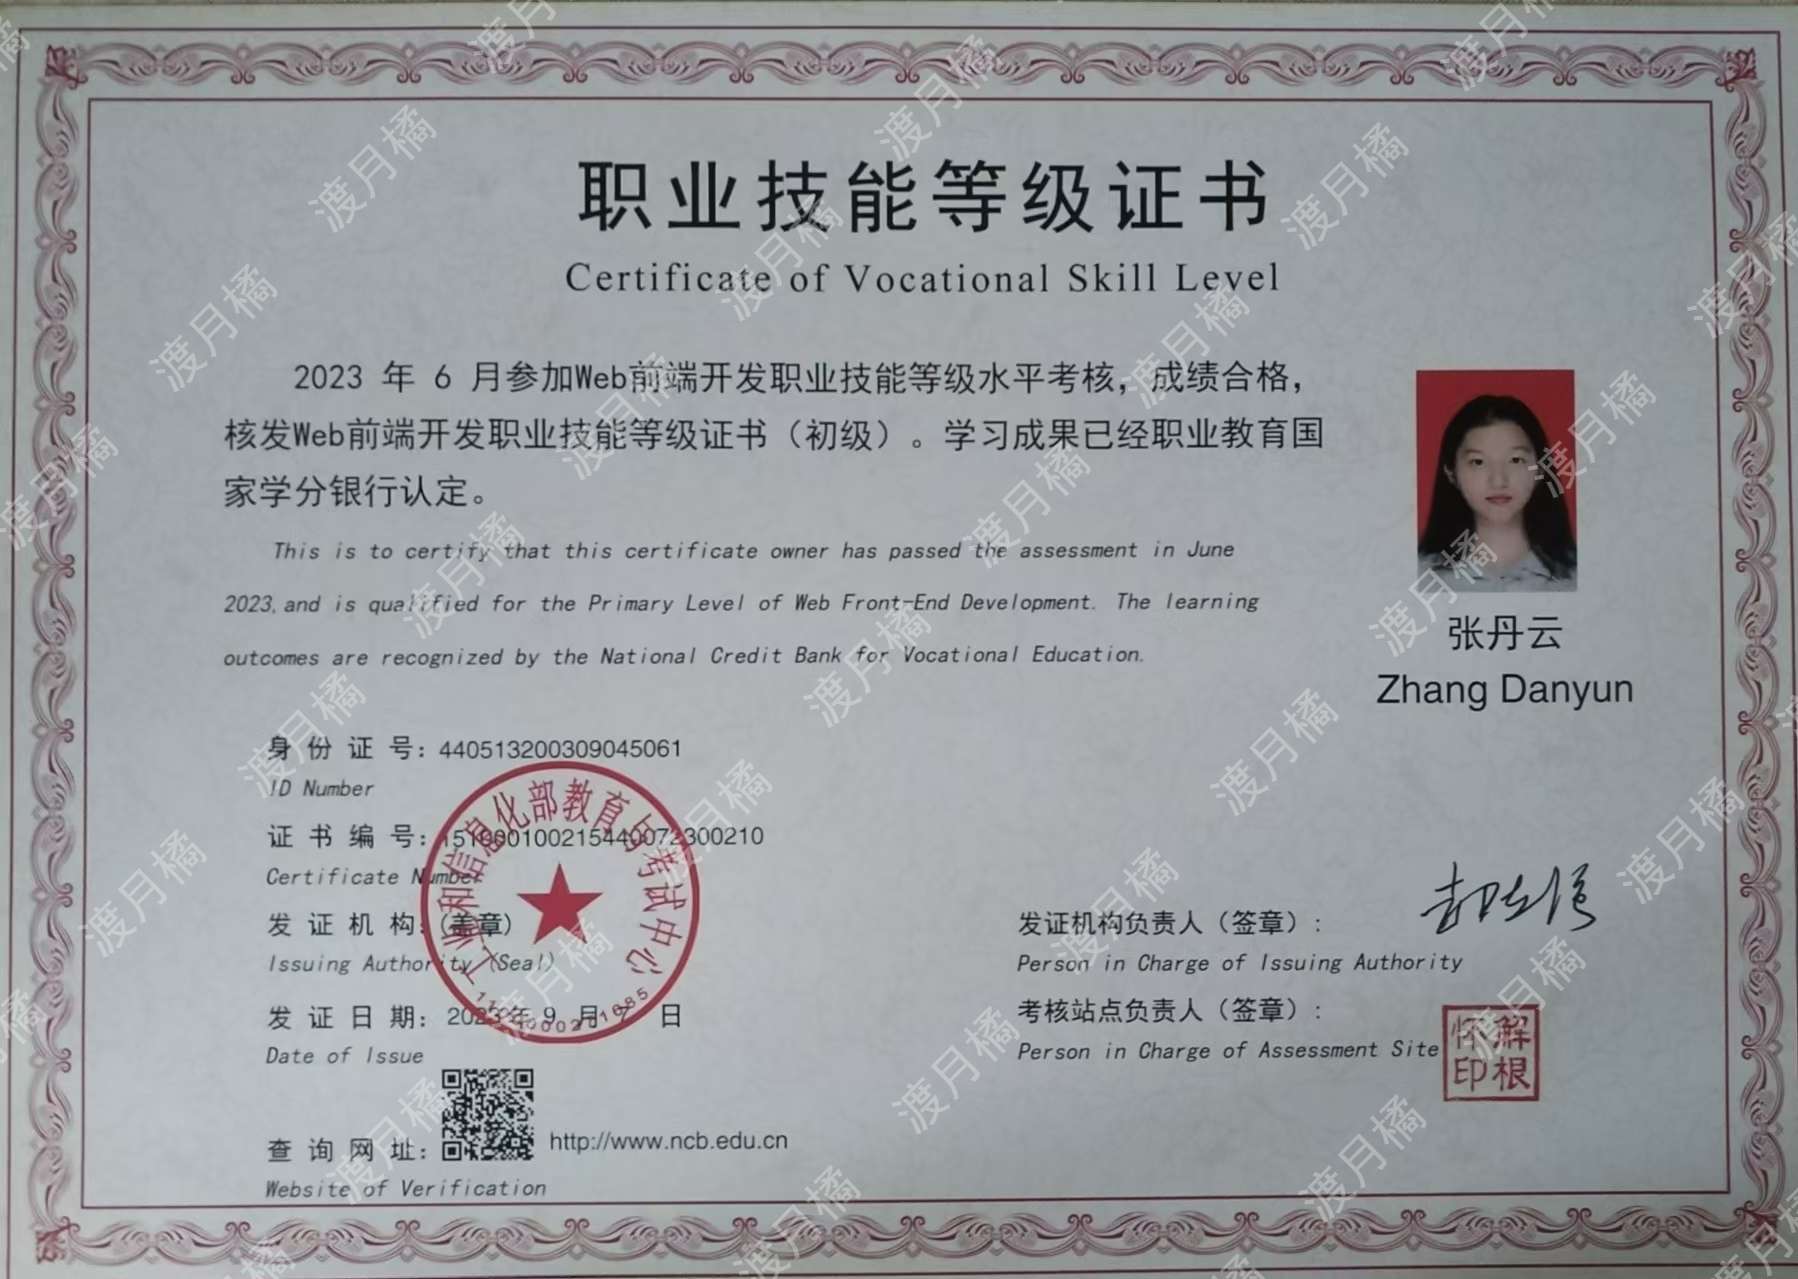 职业技能等级证书
Certificate of Vocational Skill Level
2023 年 6 月参加Web前端开发职业技能等级水平考核，成绩合格，
核发Web前端开发职业技能等级证书（初级）。学习成果已经职业教育国
家学分银行认定。
This is to certify that this certificate owner has passed the assessment in June
2023,and is qualified for the Primary Level of Web Front-End Development. The learning
outcomes are recognized by the National Credit Bank for Vocational Education.
张丹云
Zhang Danyun
身份证号：440513200309045061
ID Number
证书编号：
Certificate Number
发证机构：(盖章)
Issuing Authority (Seal)
发证日期：2023年 9 月 7 日
Date of Issue
工业和信息化部教育与考试中心
查询网址：http://www.ncb.edu.cn
Website of Verification
发证机构负责人（签章）：
Person in Charge of Issuing Authority
考核站点负责人（签章）：
Person in Charge of Assessment Site
解根
怀印
渡月橘